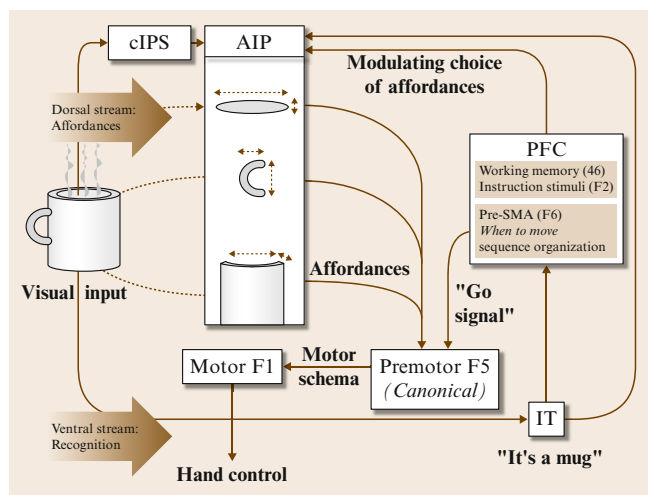 cIPS
AIP
Modulating choice
of affordances
Dorsal stream:
Affordances
PFC
Working memory (46)
Instruction stimuli (F2)
Pre-SMA (F6)
When to move
sequence organization
Visual input
Affordances
"Go
signal"
Motor F1
Motor
schema
Premotor F5
(Canonical)
Ventral stream:
Recognition
IT
Hand control
"It's a mug"